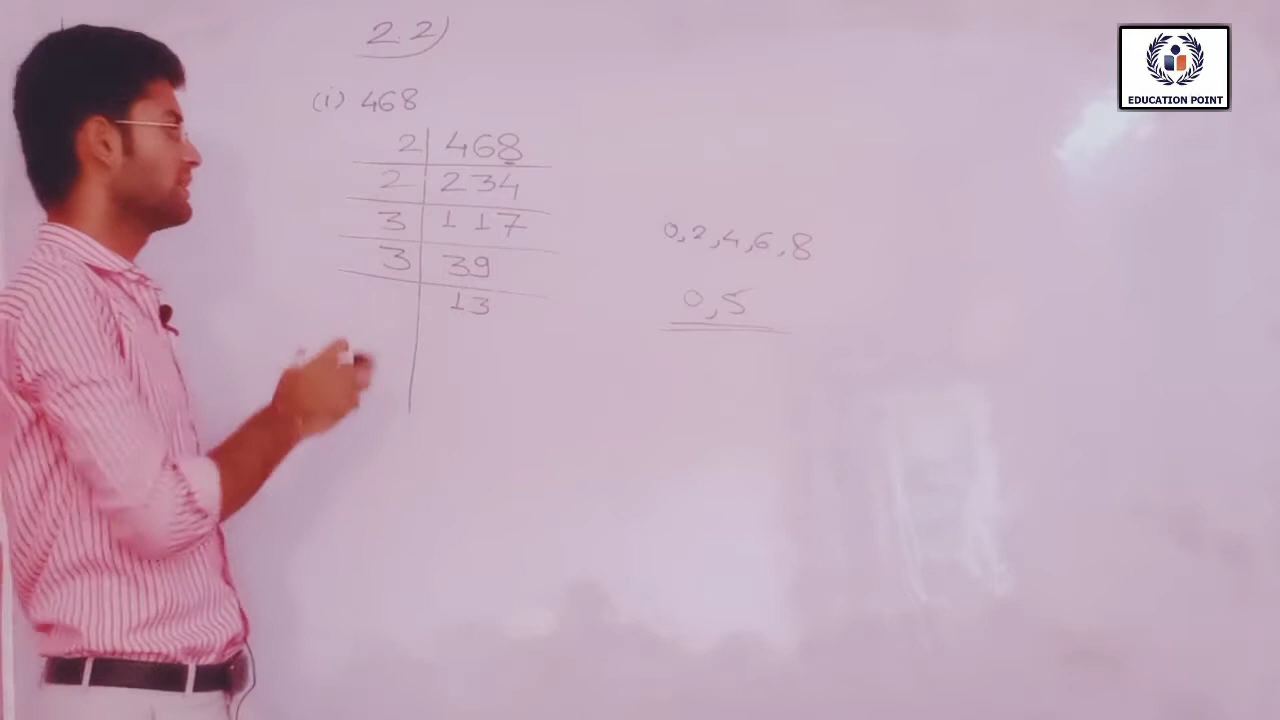 2.2)
(i) 468
2 | 468
2 | 234
3 | 117
3 | 39
13
0,2,4,6,8
0,5
EDUCATION POINT